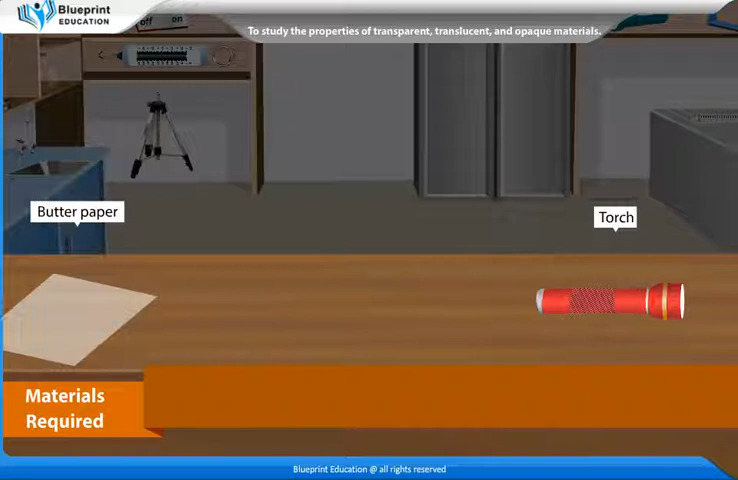 Blueprint
EDUCATION
off on
To study the properties of transparent, translucent, and opaque materials.
Butter paper
Torch
Materials
Required
Blueprint Education @ all rights reserved